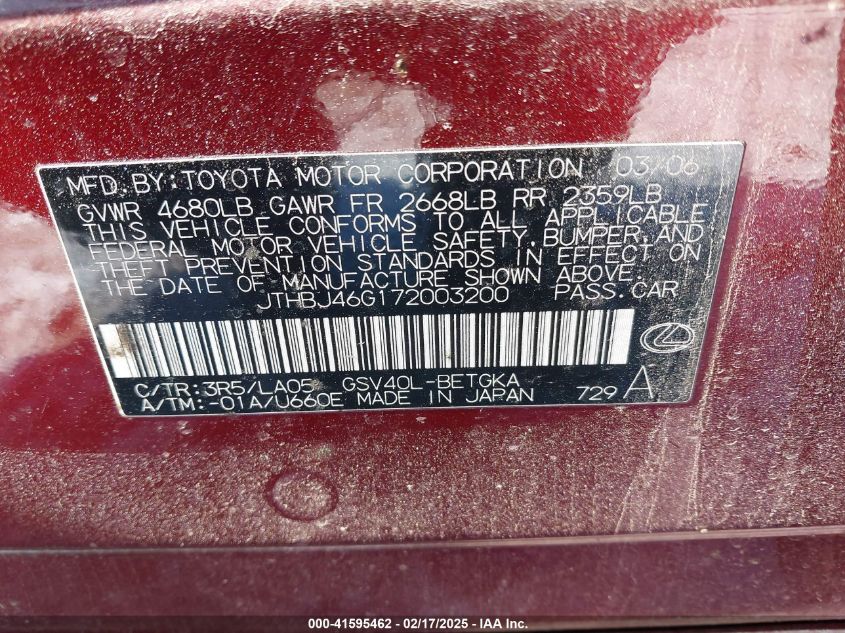 MFD. BY: TOYOTA MOTOR CORPORATION 03/06
GVWR 4680LB GAWR FR 2668LB RR 2359LB
THIS VEHICLE CONFORMS TO ALL APPLICABLE
FEDERAL MOTOR VEHICLE SAFETY, BUMPER, AND
THEFT PREVENTION STANDARDS IN EFFECT ON
THE DATE OF MANUFACTURE SHOWN ABOVE.
JTHBJ46G172003200 PASS. CAR
C/TR: 3R5/LA05 GSV40L-BETGKA
A/TM: -01A/U660E MADE IN JAPAN 729 A
000-41595462 - 02/17/2025 - IAA Inc.